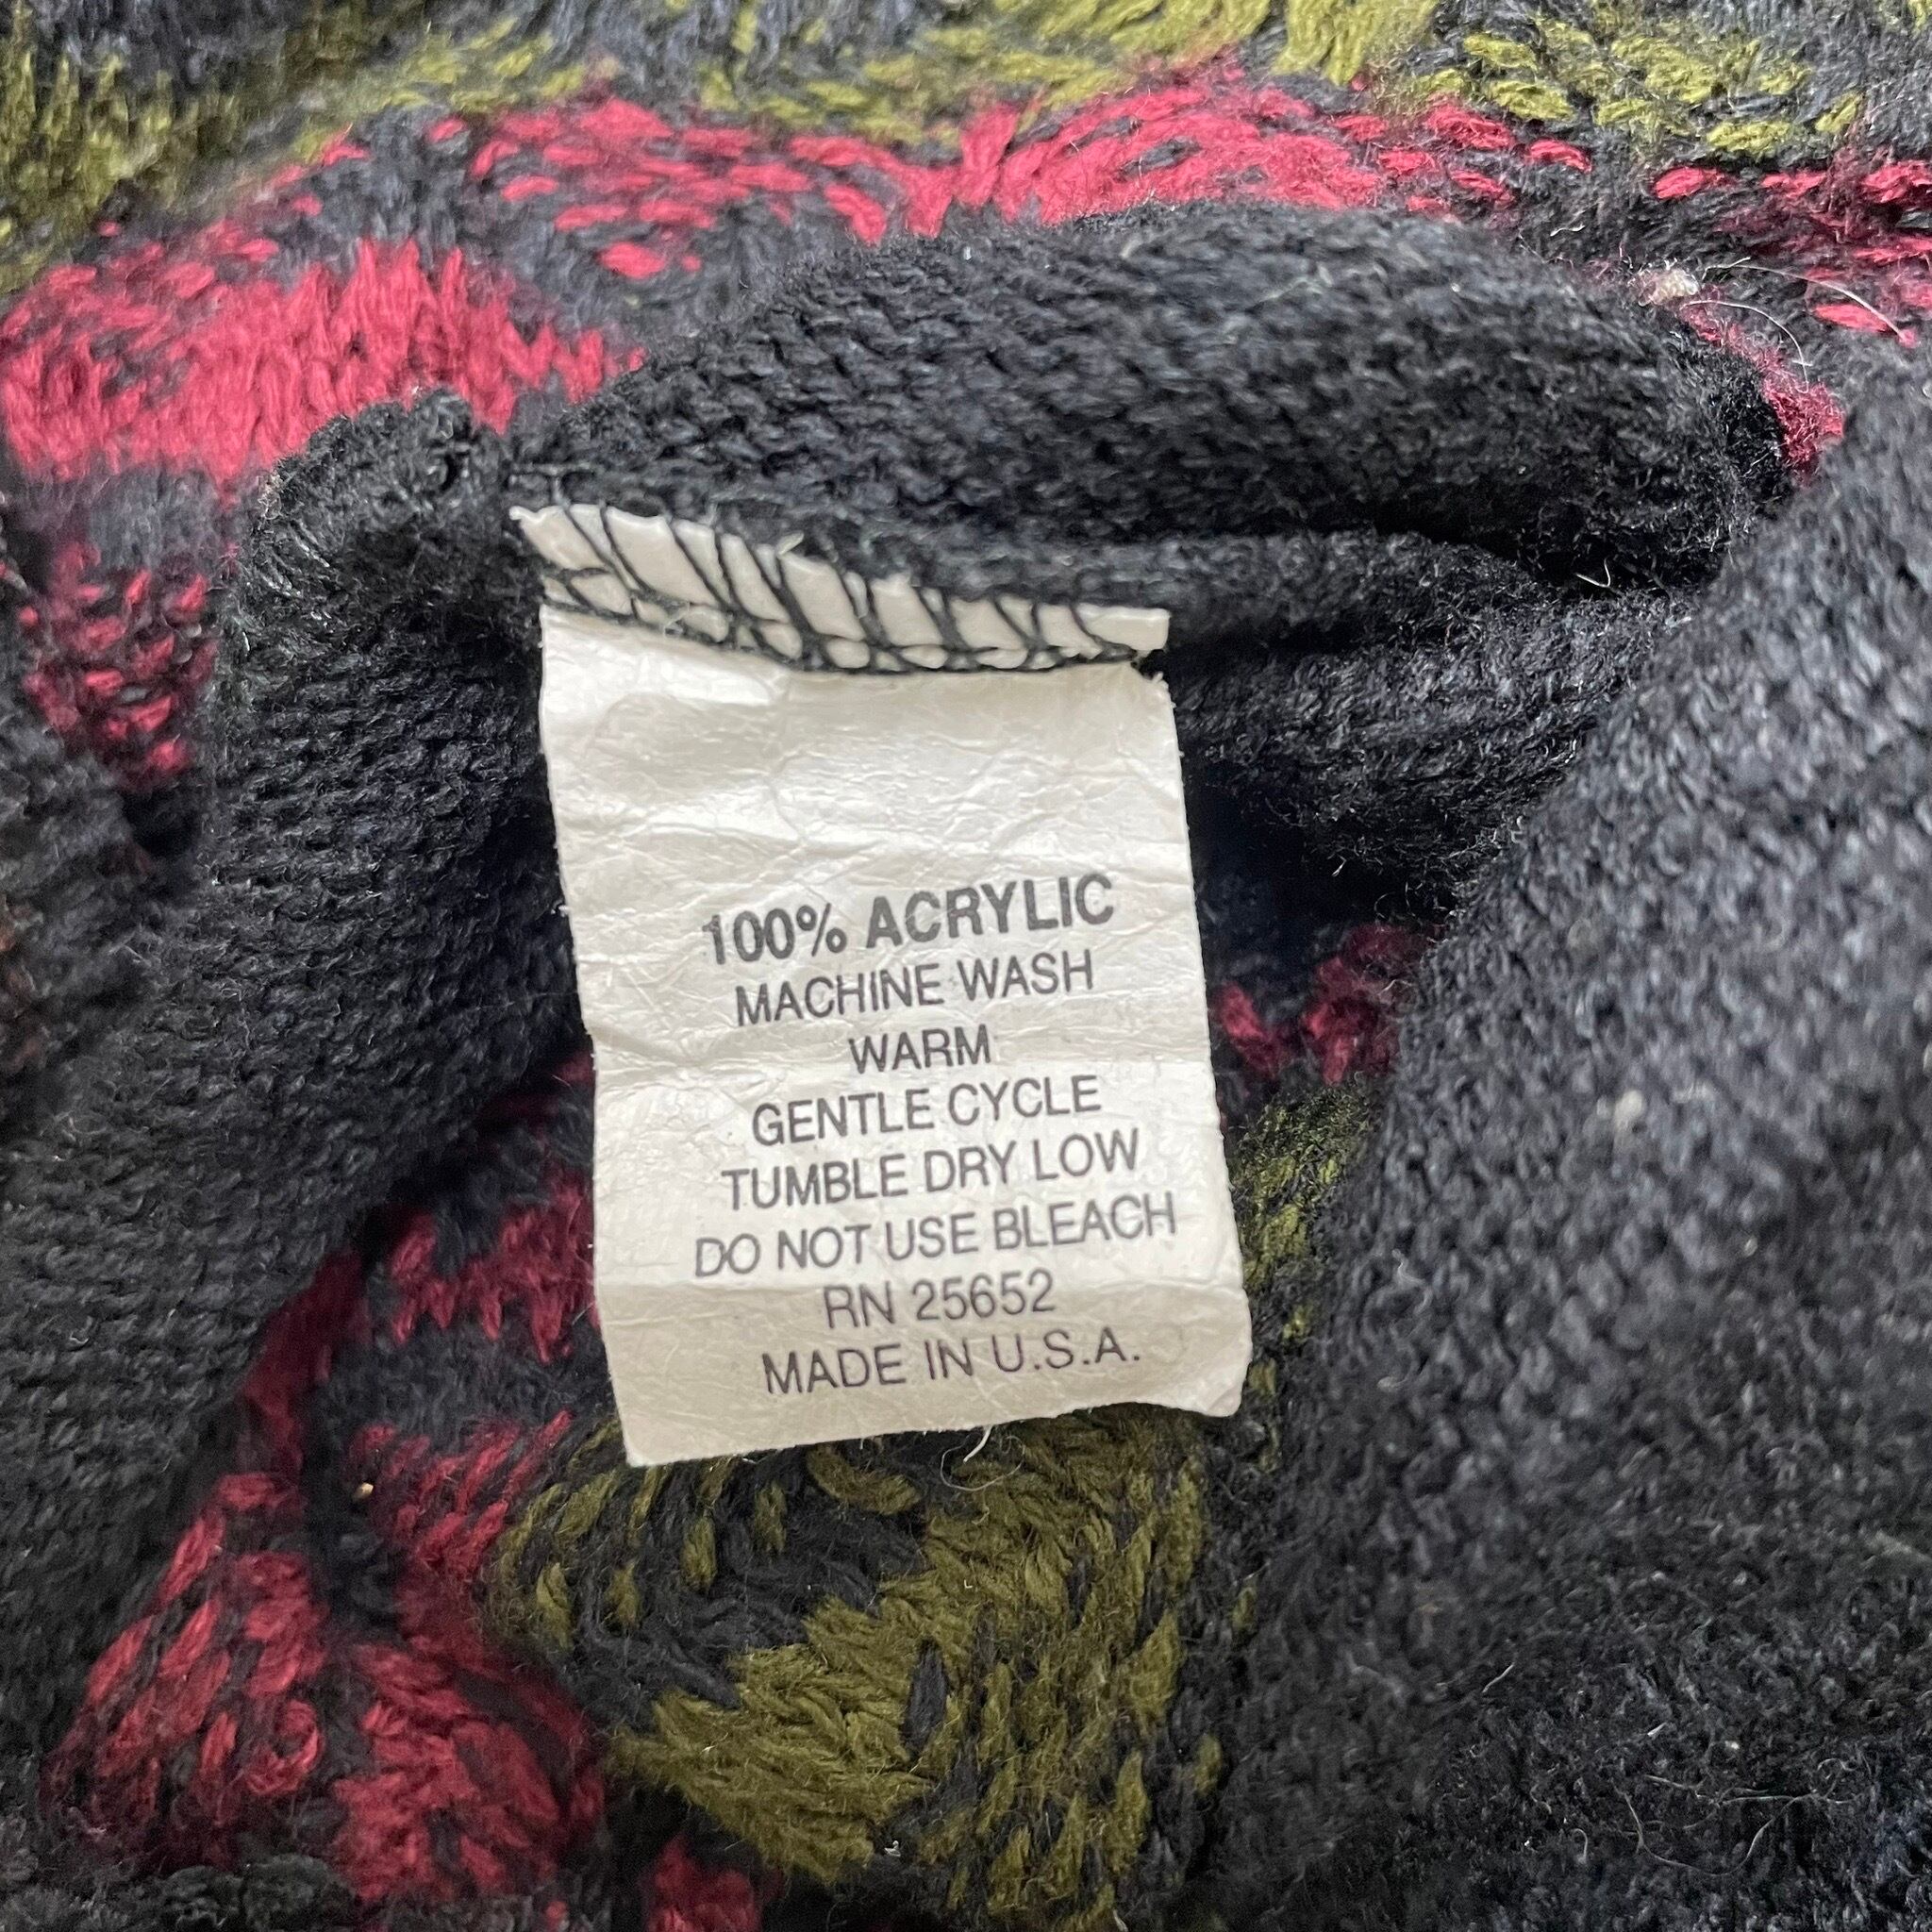 100% ACRYLIC
MACHINE WASH
WARM
GENTLE CYCLE
TUMBLE DRY LOW
DO NOT USE BLEACH
RN 25652
MADE IN U.S.A.